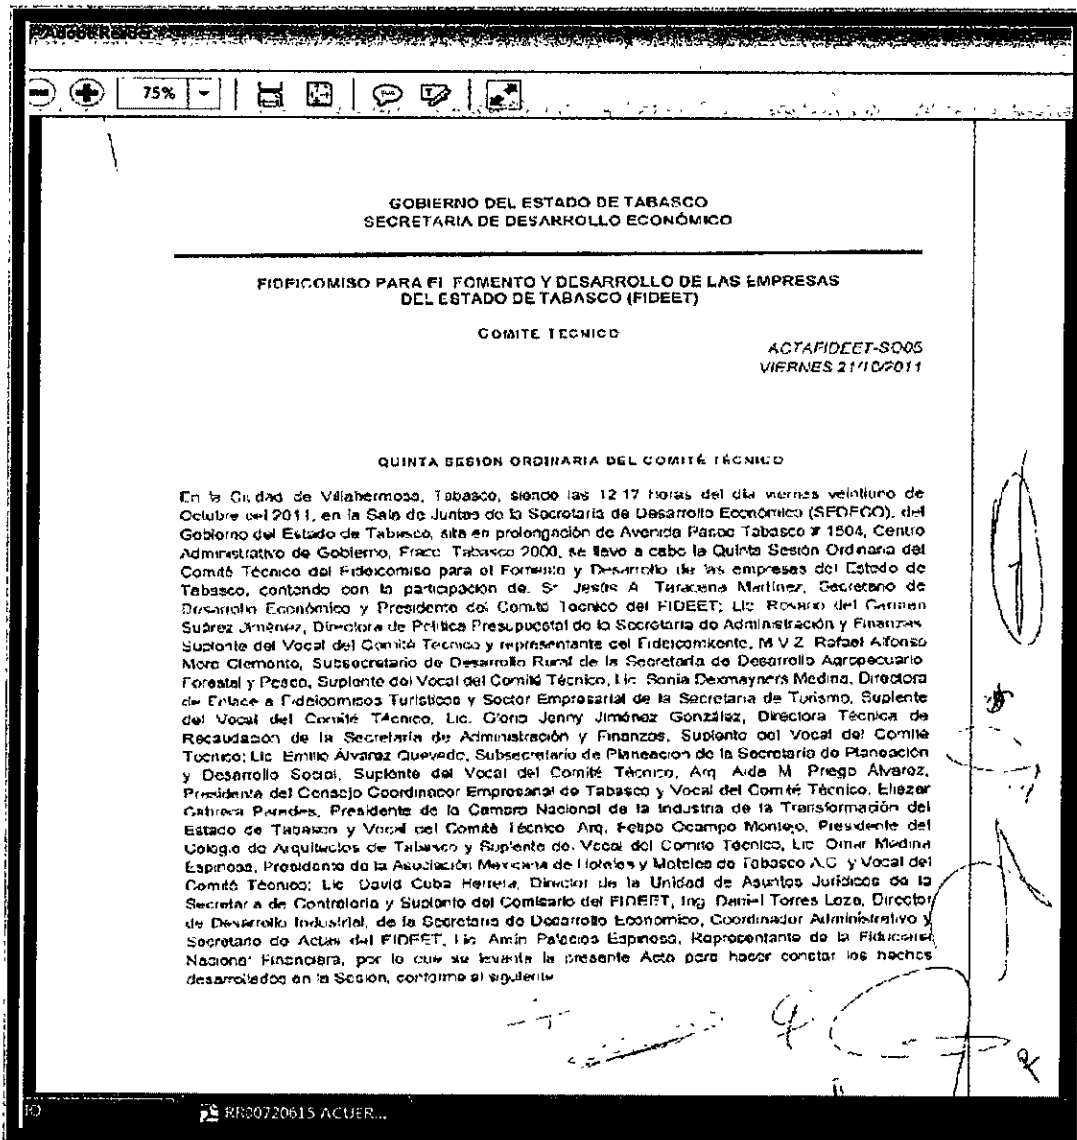 Adobe Reader
75%
GOBIERNO DEL ESTADO DE TABASCO
SECRETARIA DE DESARROLLO ECONÓMICO
FIDEICOMISO PARA EL FOMENTO Y DESARROLLO DE LAS EMPRESAS
DEL ESTADO DE TABASCO (FIDEET)
COMITÉ TÉCNICO
ACTAFIDEET-SO05
VIERNES 21/10/2011
QUINTA SESION ORDINARIA DEL COMITÉ TÉCNICO
En la Ciudad de Villahermosa, Tabasco, siendo las 12:17 horas del día viernes veintiuno de
Octubre del 2011, en la Sala de Juntas de la Secretaría de Desarrollo Económico (SEDECO), del
Gobierno del Estado de Tabasco, sita en prolongación de Avenida Paseo Tabasco # 1504, Centro
Administrativo de Gobierno, Fracc. Tabasco 2000, se llevo a cabo la Quinta Sesión Ordinaria del
Comité Técnico del Fideicomiso para el Fomento y Desarrollo de las empresas del Estado de
Tabasco, contando con la participación de: Sr. Jesús A. Taracena Martínez, Secretario de
Desarrollo Económico y Presidente del Comité Técnico del FIDEET; Lic. Rosario del Carmen
Suárez Jiménez, Directora de Política Presupuestal de la Secretaría de Administración y Finanzas
Suplente del Vocal del Comité Técnico y representante del Fideicomitente, M.V.Z. Rafael Alfonso
Mora Clemente, Subsecretario de Desarrollo Rural de la Secretaría de Desarrollo Agropecuario
Forestal y Pesca, Suplente del Vocal del Comité Técnico, Lic. Sonia Dexmayners Medina, Directora
de Enlace a Fideicomisos Turísticos y Sector Empresarial de la Secretaria de Turismo, Suplente
del Vocal del Comité Técnico, Lic. Gloria Jenny Jiménez González, Directora Técnica de
Recaudación de la Secretaría de Administración y Finanzas, Suplente del Vocal del Comité
Técnico; Lic. Emilio Álvarez Quevedo, Subsecretario de Planeación de la Secretaría de Planeación
y Desarrollo Social, Suplente del Vocal del Comité Técnico, Arq. Aida M. Priego Álvarez,
Presidenta del Consejo Coordinador Empresarial de Tabasco y Vocal del Comité Técnico, Eliezer
Paredes, Presidente de la Camara Nacional de la Industria de la Transformación del
Estado de Tabasco y Vocal del Comité Técnico Arq. Felipe Ocampo Montejo, Presidente del
Colegio de Arquitectos de Tabasco y Suplente de Vocal del Comité Técnico, Lic. Omar Medina
Espinosa, Presidente de la Asociación Mexicana de Hoteles y Moteles de Tabasco A.C. y Vocal del
Comité Técnico; Lic. David Cuba Herrera, Director de la Unidad de Asuntos Jurídicos de la
Secretaría de Contraloría y Suplente del Comisario del FIDEET, Ing. Daniel Torres Loza, Director
de Desarrollo Industrial, de la Secretaria de Desarrollo Económico, Coordinador Administrativo y
Secretario de Actas del FIDEET, Lic. Amín Palacios Espinosa, Representante de la Fiduciaria
Nacional Financiera, por lo que se levanta la presente Acta para hacer constar los hechos
desarrollados en la Sesión, conforme al siguiente
RR00720615 ACUER...